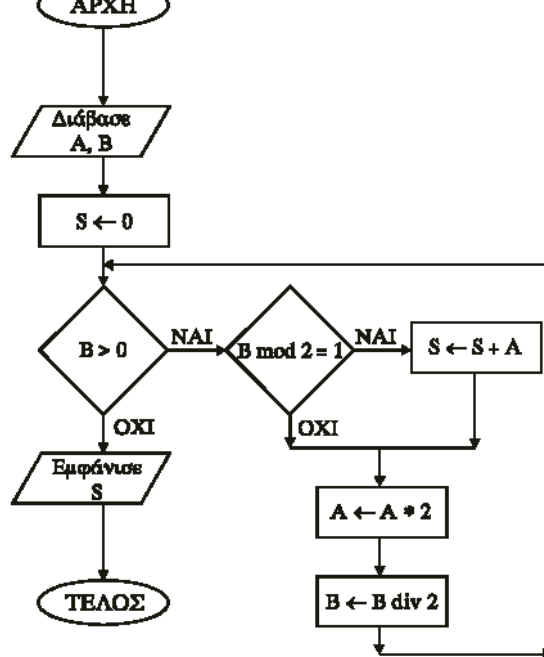 ΑΡΧΗ
Διάβασε
Α, Β
S ← 0
B > 0
ΝΑΙ
B mod 2 = 1
ΝΑΙ
S ← S + A
ΟΧΙ
ΟΧΙ
Εμφάνισε
S
A ← A * 2
ΤΕΛΟΣ
B ← B div 2